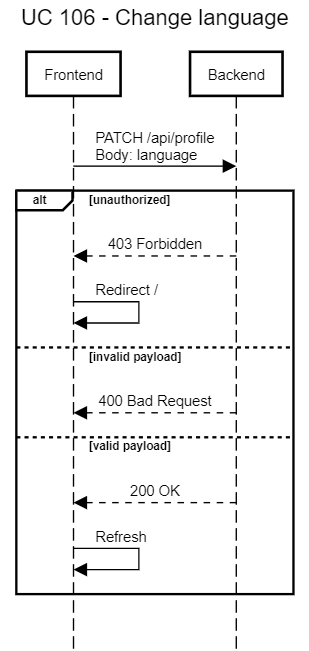 UC 106 - Change language
Frontend
Backend
PATCH /api/profile
Body: language
alt
[unauthorized]
403 Forbidden
Redirect /
[invalid payload]
400 Bad Request
[valid payload]
200 OK
Refresh